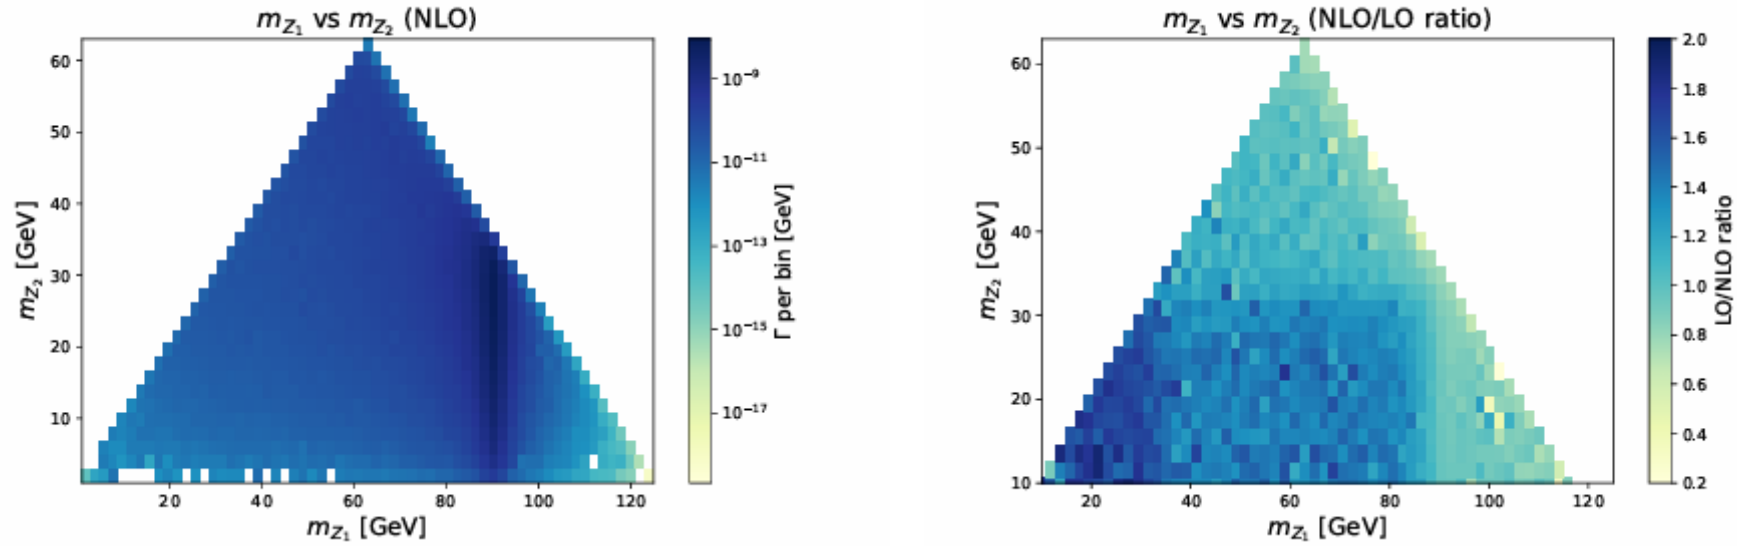 m_{Z_1} vs m_{Z_2} (NLO)
60
50
40
30
20
10
m_{Z_2} [GeV]
20 40 60 80 100 120
m_{Z_1} [GeV]
10^{-9}
10^{-11}
10^{-13}
10^{-15}
10^{-17}
Γ per bin [GeV]
m_{Z_1} vs m_{Z_2} (NLO/LO ratio)
60
50
40
30
20
10
m_{Z_2} [GeV]
20 40 60 80 100 120
m_{Z_1} [GeV]
2.0
1.8
1.6
1.4
1.2
1.0
0.8
0.6
0.4
0.2
LO/NLO ratio